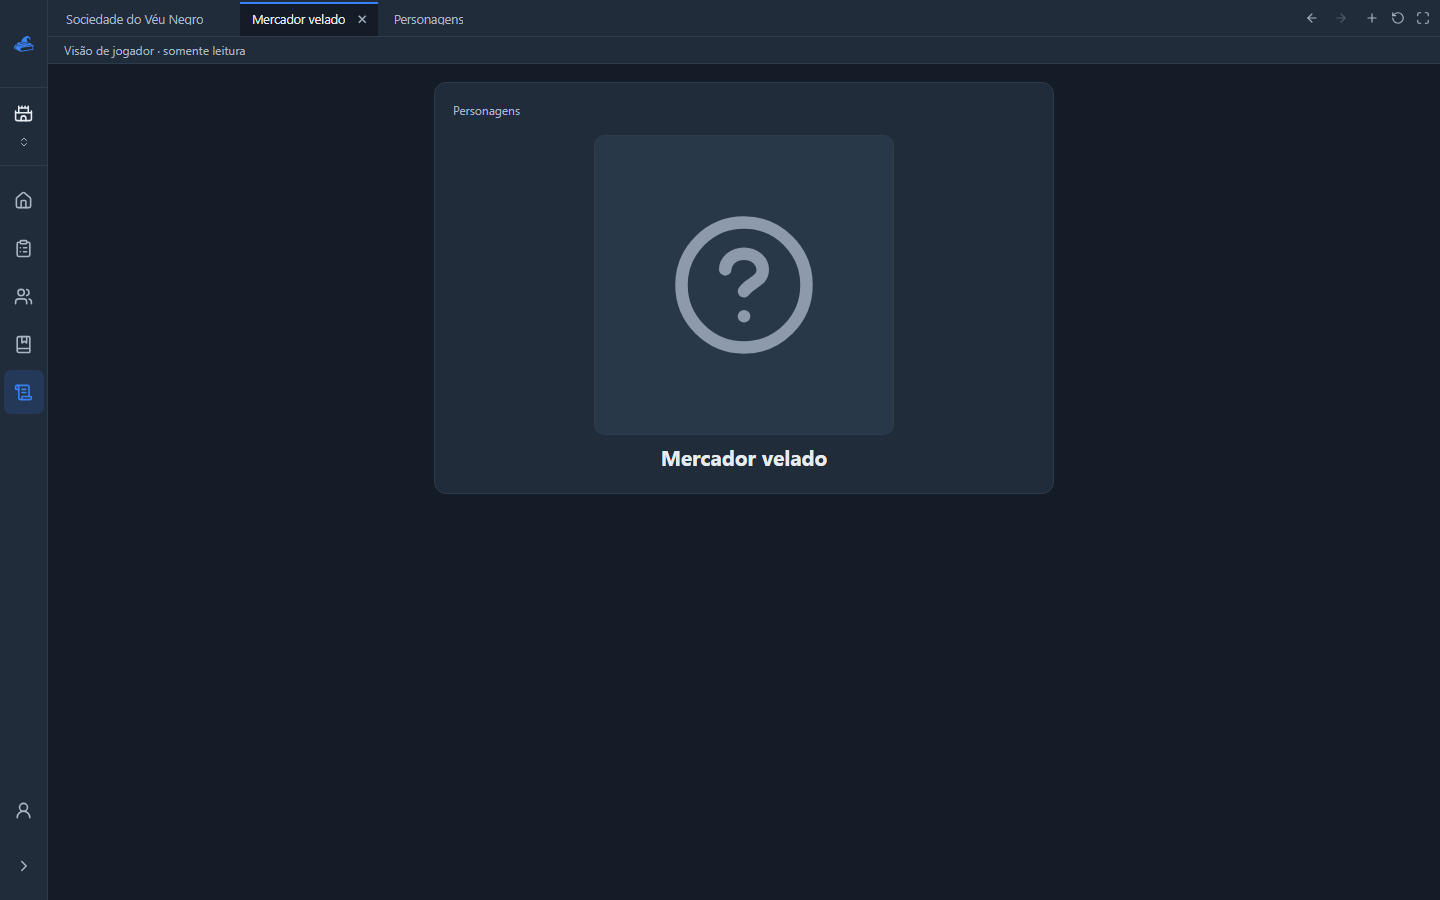 Sociedade do Véu Negro
Mercador velado
Personagens
Visão de jogador · somente leitura
Personagens
Mercador velado